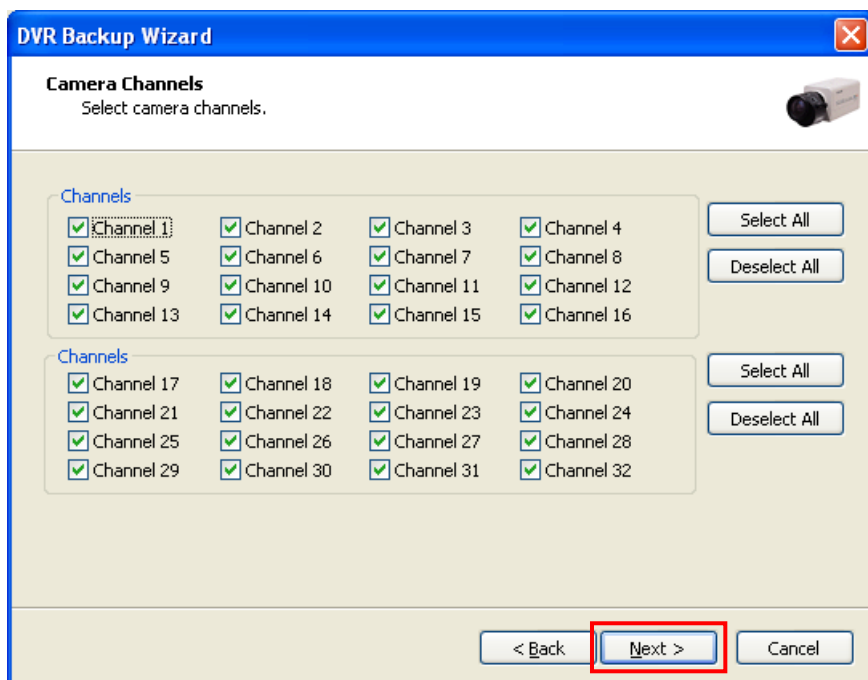 DVR Backup Wizard
Camera Channels
Select camera channels.
Channels
Channel 1 Channel 2 Channel 3 Channel 4 Select All
Channel 5 Channel 6 Channel 7 Channel 8
Deselect All
Channel 9 Channel 10 Channel 11 Channel 12
Channel 13 Channel 14 Channel 15 Channel 16
Channels
Channel 17 Channel 18 Channel 19 Channel 20 Select All
Channel 21 Channel 22 Channel 23 Channel 24 Deselect All
Channel 25 Channel 26 Channel 27 Channel 28
Channel 29 Channel 30 Channel 31 Channel 32
< Back Next > Cancel